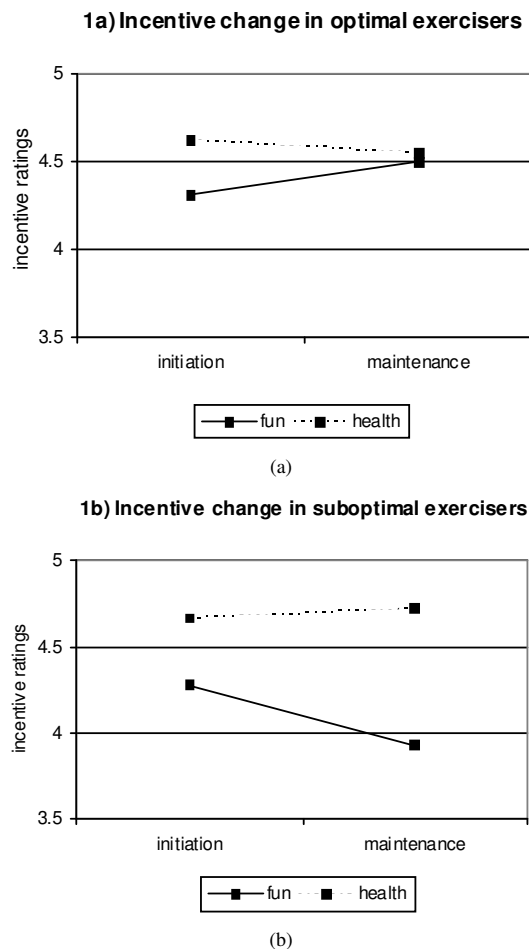 1a) Incentive change in optimal exercisers
5
4.5
4
3.5
incentive ratings
initiation maintenance
fun health
(a)
1b) Incentive change in suboptimal exercisers
5
4.5
4
3.5
incentive ratings
initiation maintenance
fun health
(b)